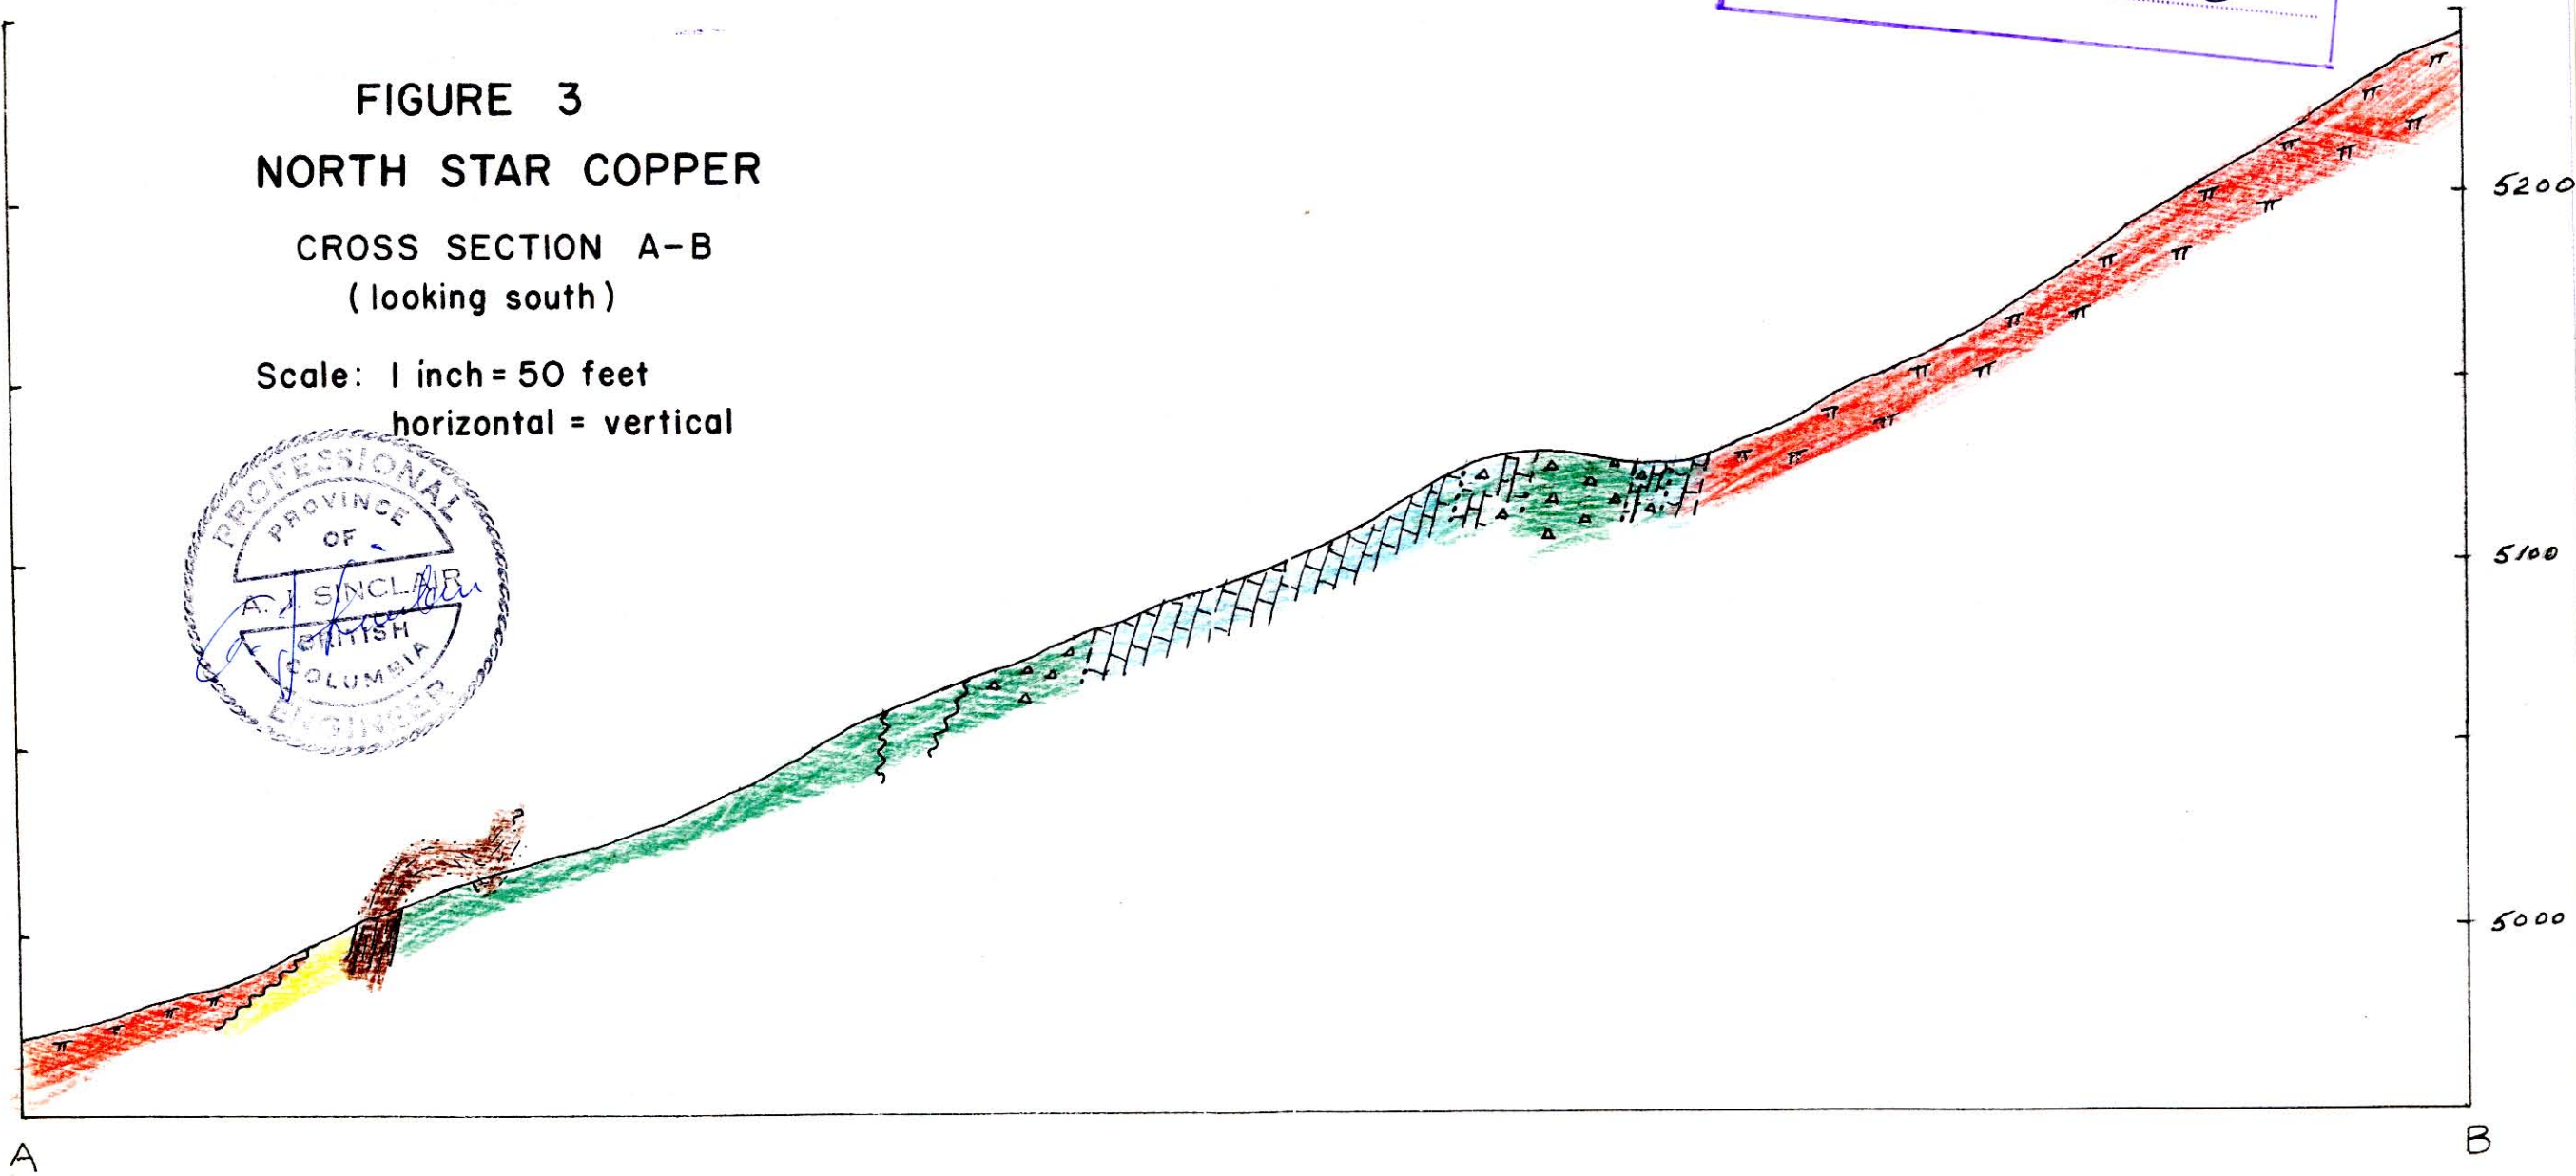 FIGURE 3
NORTH STAR COPPER
CROSS SECTION A-B
(looking south)
Scale: 1 inch = 50 feet
horizontal = vertical
PROFESSIONAL
PROVINCE
OF
A. J. SINCLAIR
BRITISH
COLUMBIA
ENGINEER
5200
5100
5000
A
B